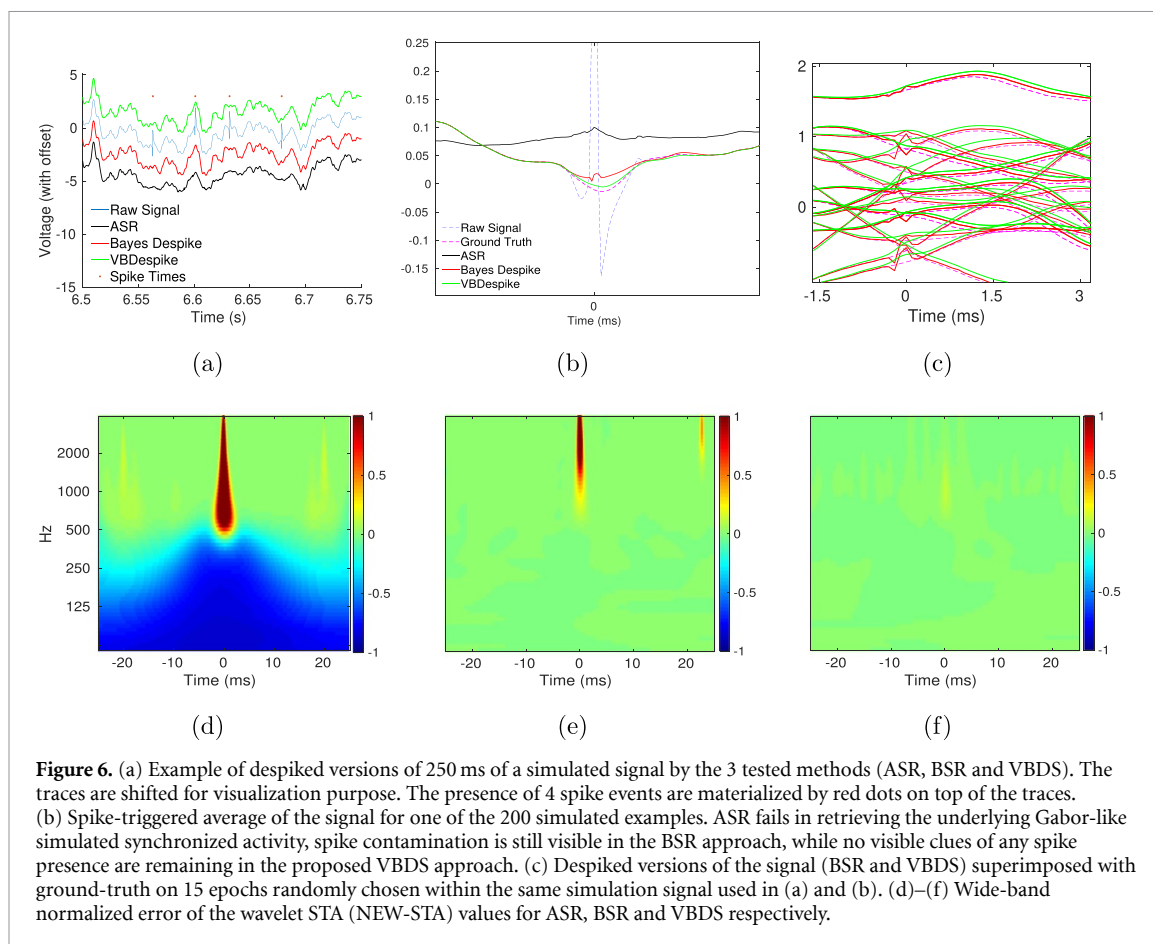 5
0
-5
-10
-15
Voltage (with offset)
Raw Signal
ASR
Bayes Despike
VBDespike
Spike Times
6.5 6.55 6.6 6.65 6.7 6.75
Time (s)
(a)
0.25
0.2
0.15
0.1
0.05
0
-0.05
-0.1
-0.15
Raw Signal
Ground Truth
ASR
Bayes Despike
VBDespike
0
Time (ms)
(b)
2
1
0
-1.5 0 1.5 3
Time (ms)
(c)
2000
1000
500
250
125
Hz
-20 -10 0 10 20
Time (ms)
1
0.5
0
-0.5
-1
(d)
-20 -10 0 10 20
Time (ms)
1
0.5
0
-0.5
-1
(e)
-20 -10 0 10 20
Time (ms)
1
0.5
0
-0.5
-1
(f)
Figure 6. (a) Example of despiked versions of 250 ms of a simulated signal by the 3 tested methods (ASR, BSR and VBDS). The
traces are shifted for visualization purpose. The presence of 4 spike events are materialized by red dots on top of the traces.
(b) Spike-triggered average of the signal for one of the 200 simulated examples. ASR fails in retrieving the underlying Gabor-like
simulated synchronized activity, spike contamination is still visible in the BSR approach, while no visible clues of any spike
presence are remaining in the proposed VBDS approach. (c) Despiked versions of the signal (BSR and VBDS) superimposed with
ground-truth on 15 epochs randomly chosen within the same simulation signal used in (a) and (b). (d)–(f) Wide-band
normalized error of the wavelet STA (NEW-STA) values for ASR, BSR and VBDS respectively.